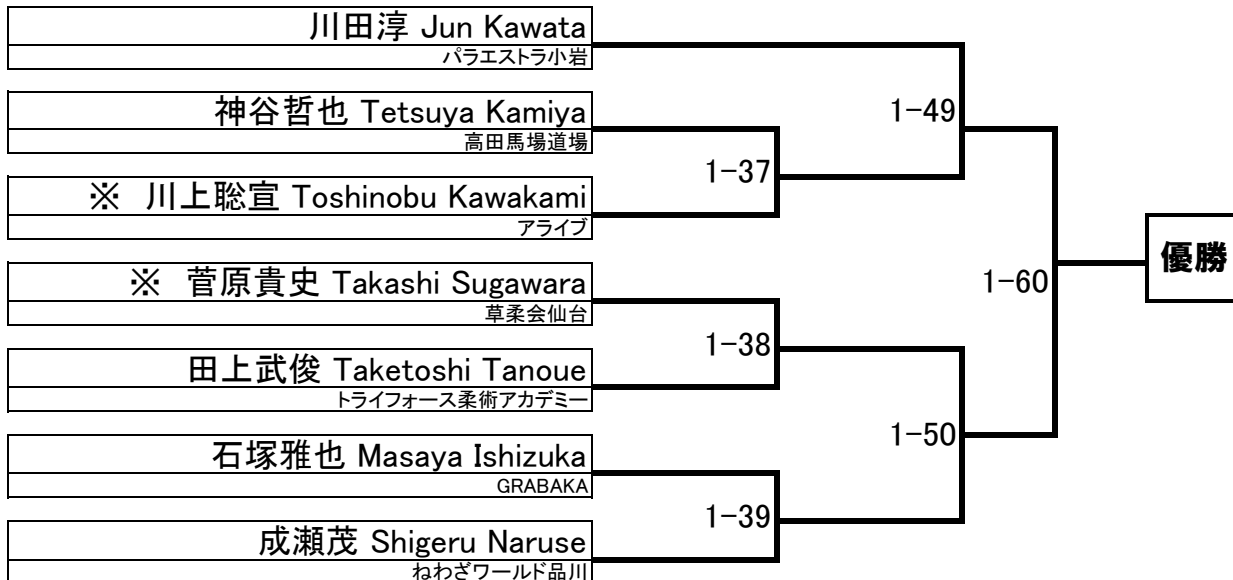 川田淳 Jun Kawata
パラエストラ小岩
神谷哲也 Tetsuya Kamiya
高田馬場道場
※ 川上聡宣 Toshinobu Kawakami
アライブ
※ 菅原貴史 Takashi Sugawara
草柔会仙台
田上武俊 Taketoshi Tanoue
トライフォース柔術アカデミー
石塚雅也 Masaya Ishizuka
GRABAKA
成瀬茂 Shigeru Naruse
ねわざワールド品川
1-37
1-38
1-39
1-49
1-50
1-60
優勝